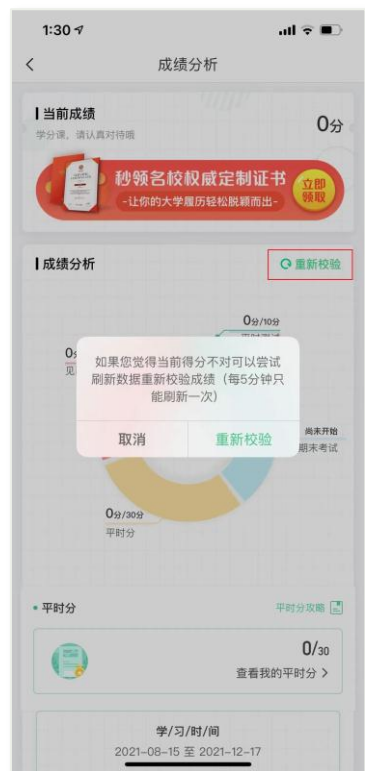 1:30
成绩分析
当前成绩
学分课，请认真对待哦
0分
秒领名校权威定制证书
-让你的大学履历轻松脱颖而出-
立即
领取
成绩分析
重新校验
0分/10分
如果您觉得当前得分不对可以尝试
刷新数据重新校验成绩（每5分钟只
能刷新一次）
取消
重新校验
尚未开始
期末考试
0分/30分
平时分
平时分
平时分攻略
0/30
查看我的平时分
学/习/时/间
2021-08-15 至 2021-12-17